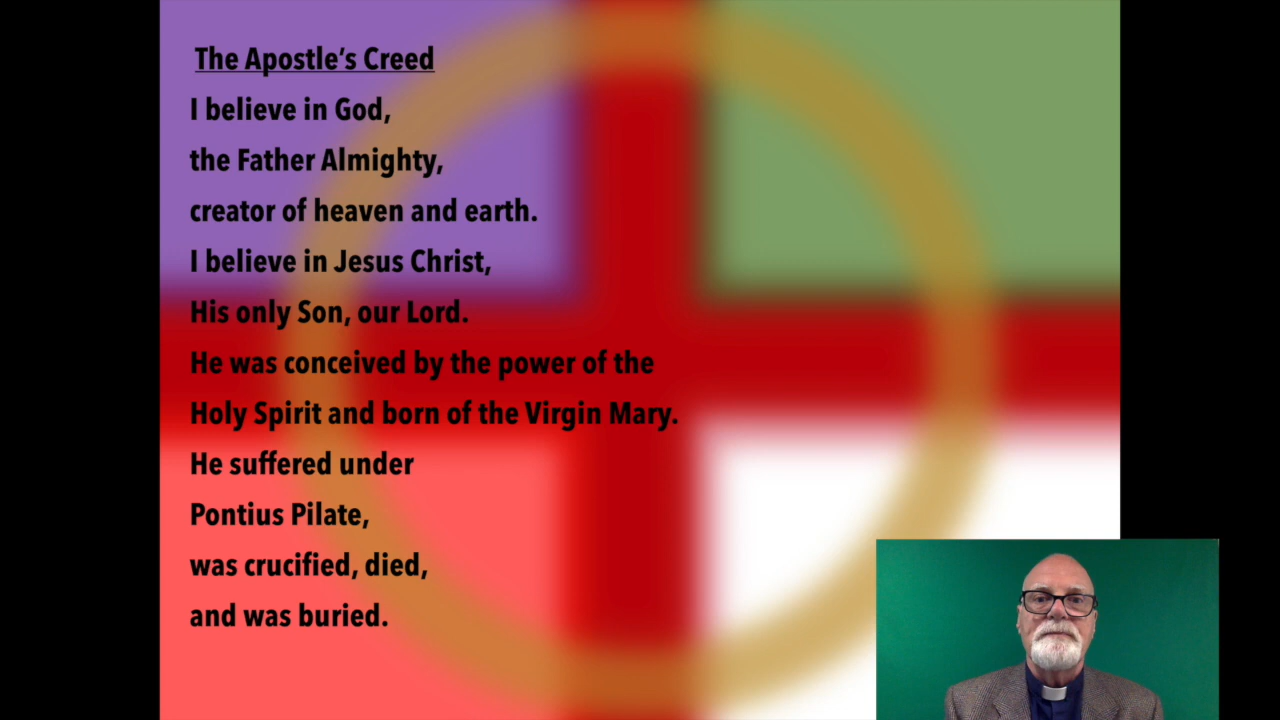 The Apostle's Creed
I believe in God,
the Father Almighty,
creator of heaven and earth.
I believe in Jesus Christ,
His only Son, our Lord.
He was conceived by the power of the
Holy Spirit and born of the Virgin Mary.
He suffered under
Pontius Pilate,
was crucified, died,
and was buried.